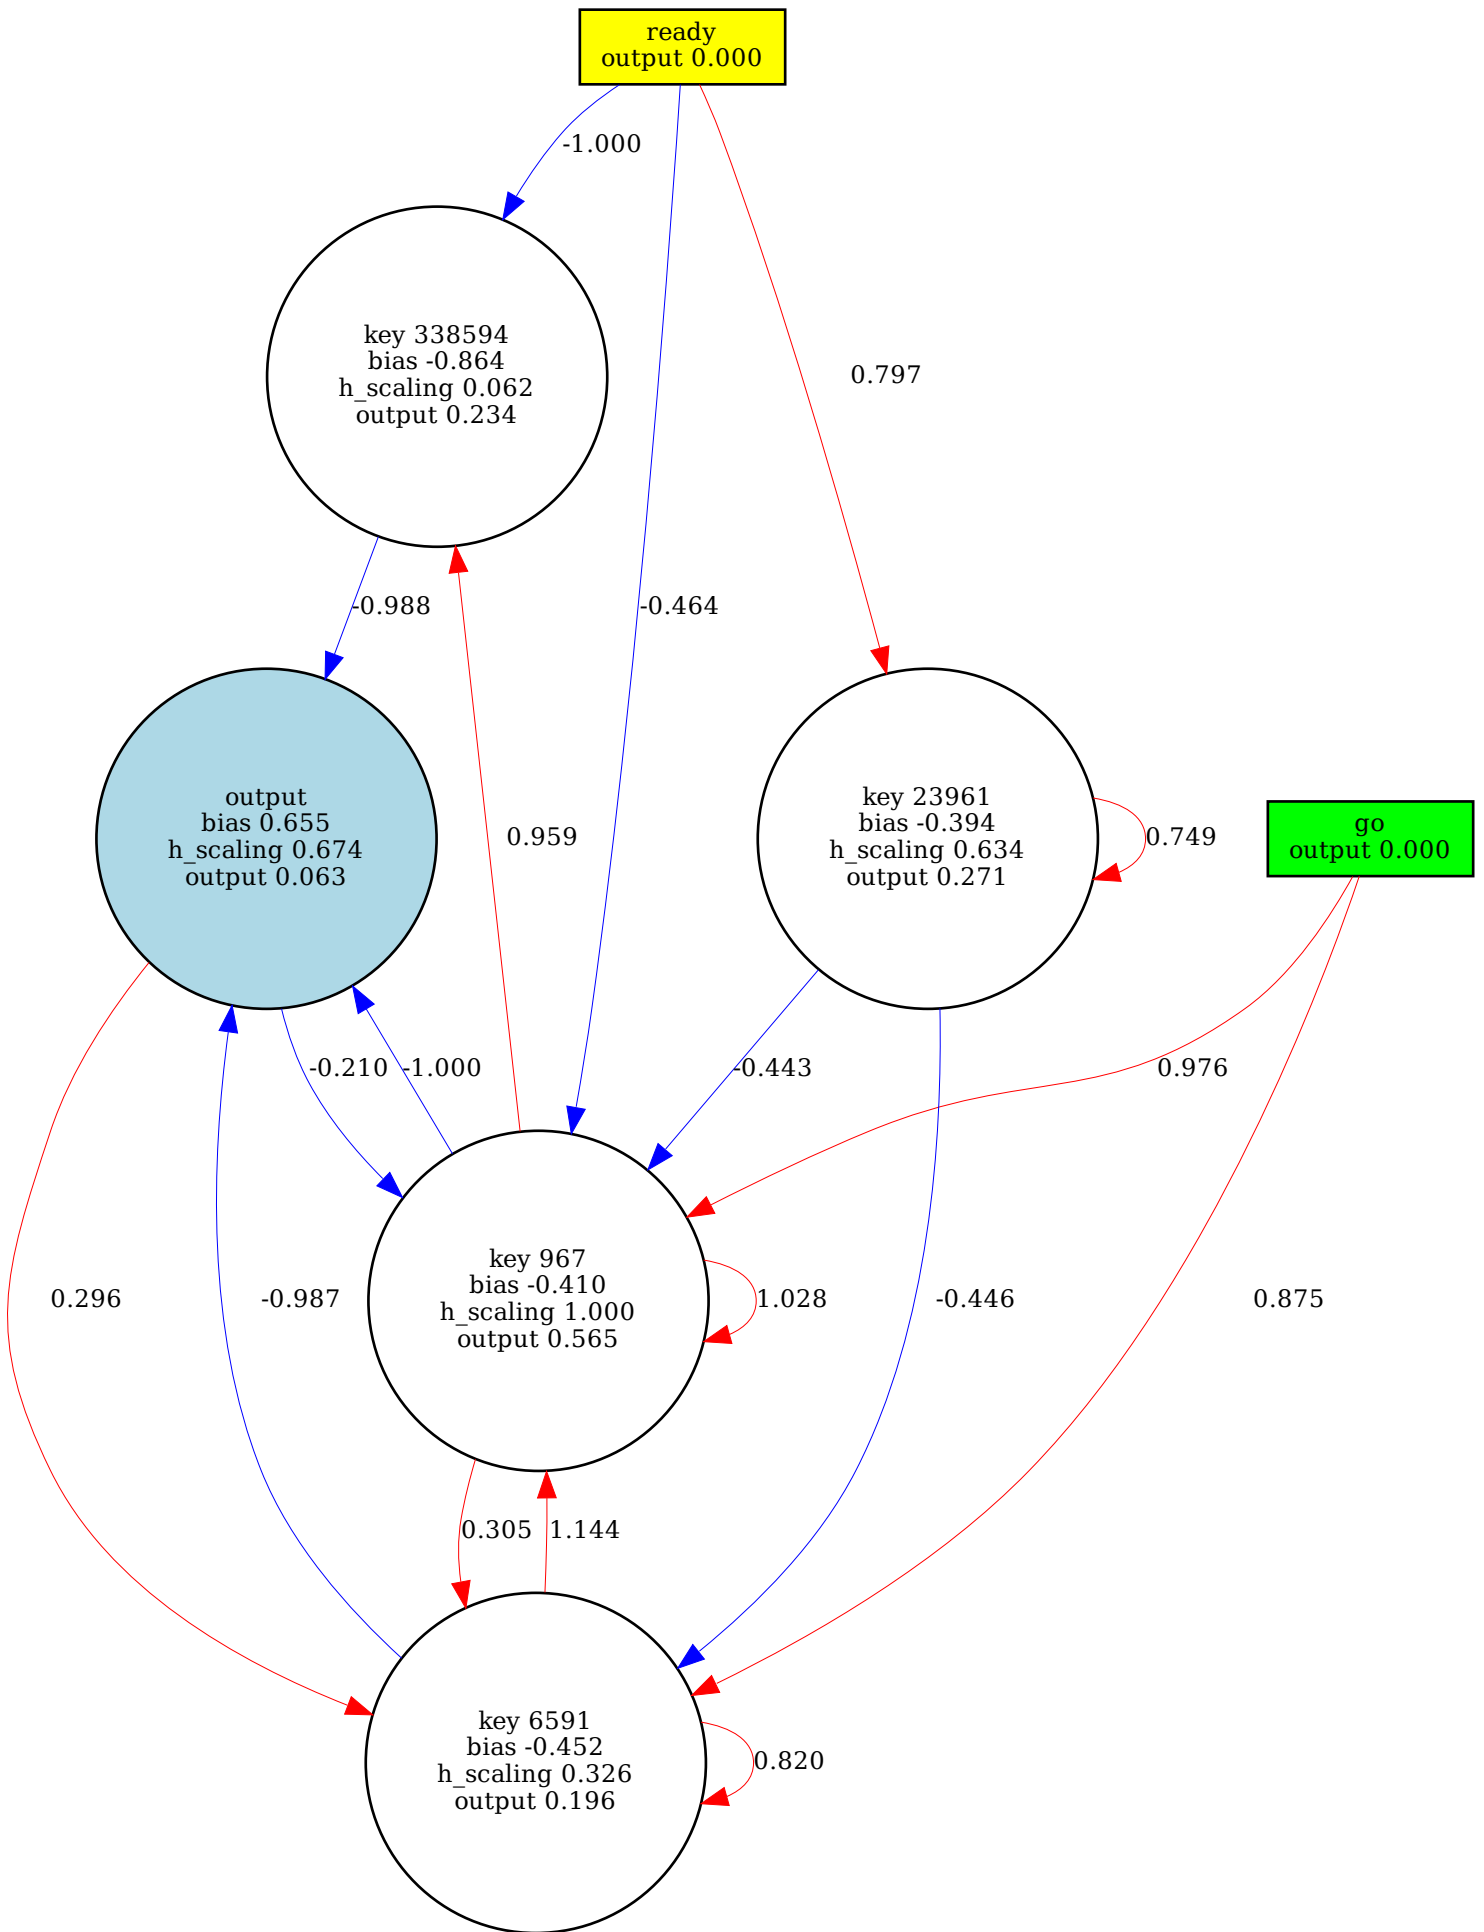 ready
output 0.000
-1.000
key 338594
bias -0.864
h_scaling 0.062
output 0.234
0.797
-0.988
-0.464
output
bias 0.655
h_scaling 0.674
output 0.063
0.959
key 23961
bias -0.394
h_scaling 0.634
output 0.271
0.749
go
output 0.000
-0.210
-1.000
-0.443
0.976
0.296
-0.987
key 967
bias -0.410
h_scaling 1.000
output 0.565
1.028
-0.446
0.875
0.305
1.144
key 6591
bias -0.452
h_scaling 0.326
output 0.196
0.820